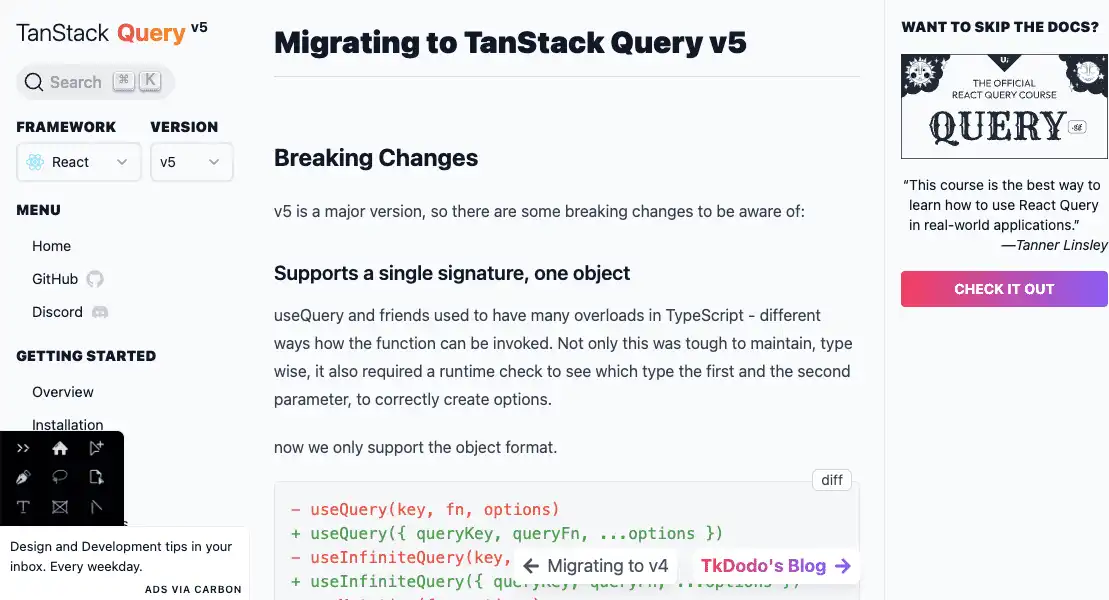 TanStack Query v5
Search ⌘ K
FRAMEWORK
VERSION
React
v5
MENU
Home
GitHub
Discord
GETTING STARTED
Overview
Installation
Design and Development tips in your
inbox. Every weekday.
ADS VIA CARBON
Migrating to TanStack Query v5
Breaking Changes
v5 is a major version, so there are some breaking changes to be aware of:
Supports a single signature, one object
useQuery and friends used to have many overloads in TypeScript - different
ways how the function can be invoked. Not only this was tough to maintain, type
wise, it also required a runtime check to see which type the first and the second
parameter, to correctly create options.
now we only support the object format.
diff
- useQuery(key, fn, options)
+ useQuery({ queryKey, queryFn, ...options })
- useInfiniteQuery(key,
+ useInfiniteQuery({ queryKey, queryFn, ...options })
← Migrating to v4
TkDodo's Blog →
WANT TO SKIP THE DOCS?
THE OFFICIAL
REACT QUERY COURSE
QUERY
“This course is the best way to
learn how to use React Query
in real-world applications.”
—Tanner Linsley
CHECK IT OUT